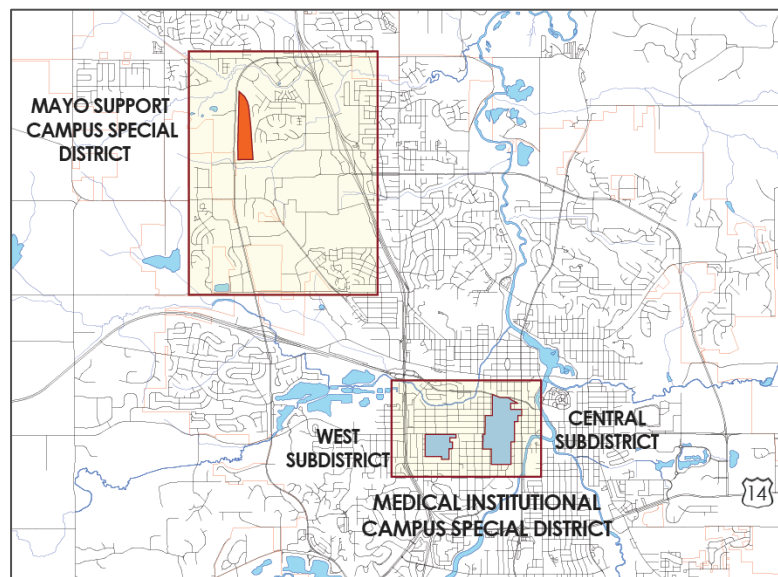 MAYO SUPPORT
CAMPUS SPECIAL
DISTRICT
WEST
SUBDISTRICT
CENTRAL
SUBDISTRICT
MEDICAL INSTITUTIONAL
CAMPUS SPECIAL DISTRICT
14